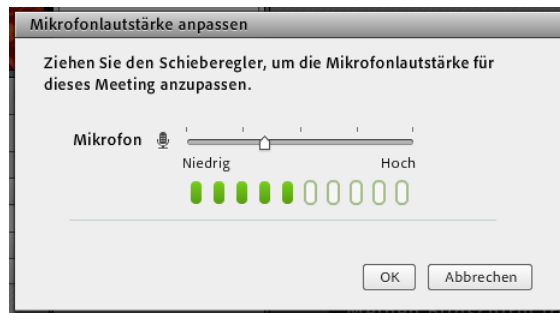 Mikrofonlautstärke anpassen
Ziehen Sie den Schieberegler, um die Mikrofonlautstärke für
dieses Meeting anzupassen.
Mikrofon
Niedrig Hoch
OK Abbrechen